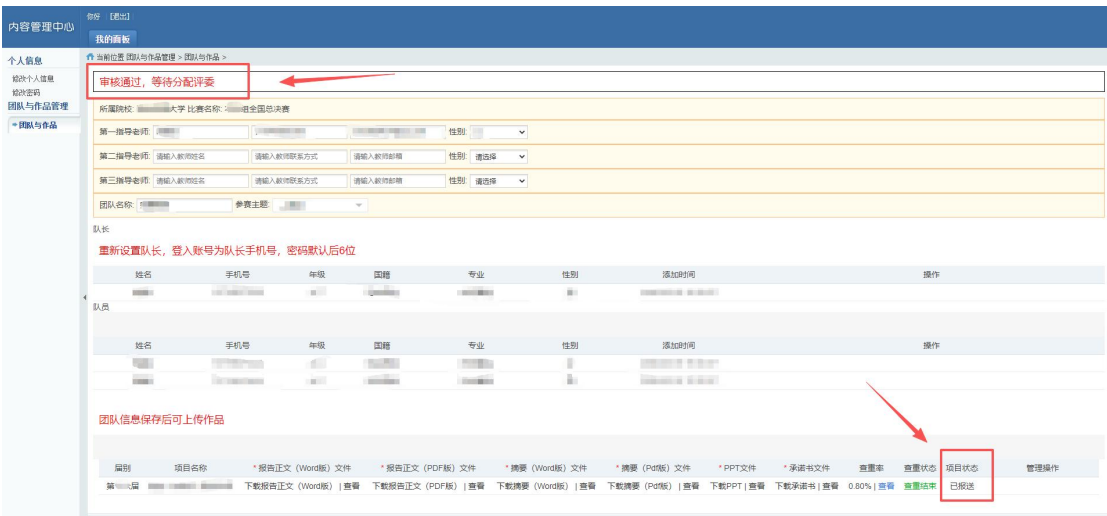 内容管理中心
你好 [退出]
我的面板
个人信息
修改个人信息
修改密码
团队与作品管理
团队与作品
当前位置 团队与作品管理 > 团队与作品 >
审核通过，等待分配评委
所属院校: 大学 比赛名称: 组全国总决赛
第一指导老师: 性别:
第二指导老师: 请输入教师姓名 请输入教师联系方式 请输入教师邮箱 性别: 请选择
第三指导老师: 请输入教师姓名 请输入教师联系方式 请输入教师邮箱 性别: 请选择
团队名称: 参赛主题:
队长
重新设置队长，登入账号为队长手机号，密码默认后6位
姓名 手机号 年级 国籍 专业 性别 添加时间 操作
队员
姓名 手机号 年级 国籍 专业 性别 添加时间 操作
团队信息保存后可上传作品
届别 项目名称 * 报告正文（Word版）文件 * 报告正文（PDF版）文件 * 摘要（Word版）文件 * 摘要（Pdf版）文件 * PPT文件 * 承诺书文件 查重率 查重状态 项目状态 管理操作
第 届 下载报告正文（Word版）| 查看 下载报告正文（PDF版）| 查看 下载摘要（Word版）| 查看 下载摘要（Pdf版）| 查看 下载PPT | 查看 下载承诺书 | 查看 0.80% | 查看 查重结束 已报送